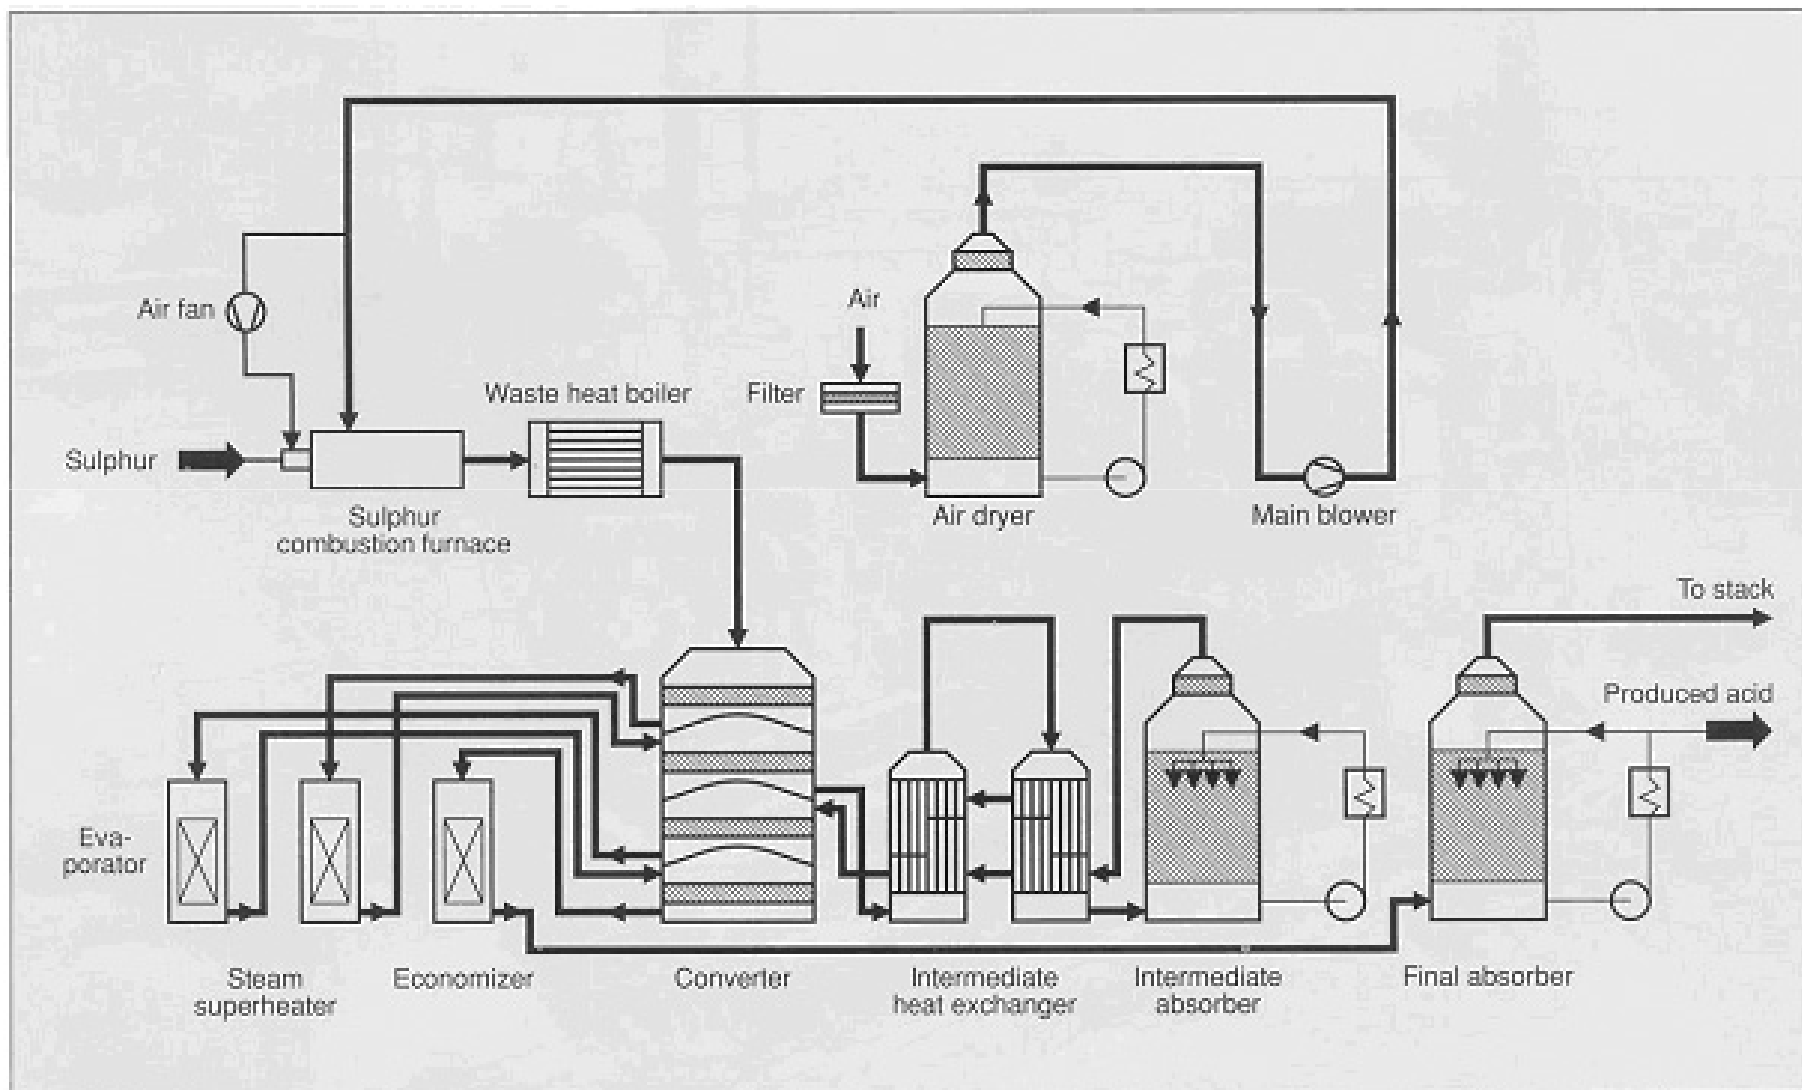 Air fan
Air
Waste heat boiler
Filter
Sulphur
Sulphur
combustion furnace
Air dryer
Main blower
To stack
Produced acid
Eva-
porator
Steam
superheater
Economizer
Converter
Intermediate
heat exchanger
Intermediate
absorber
Final absorber